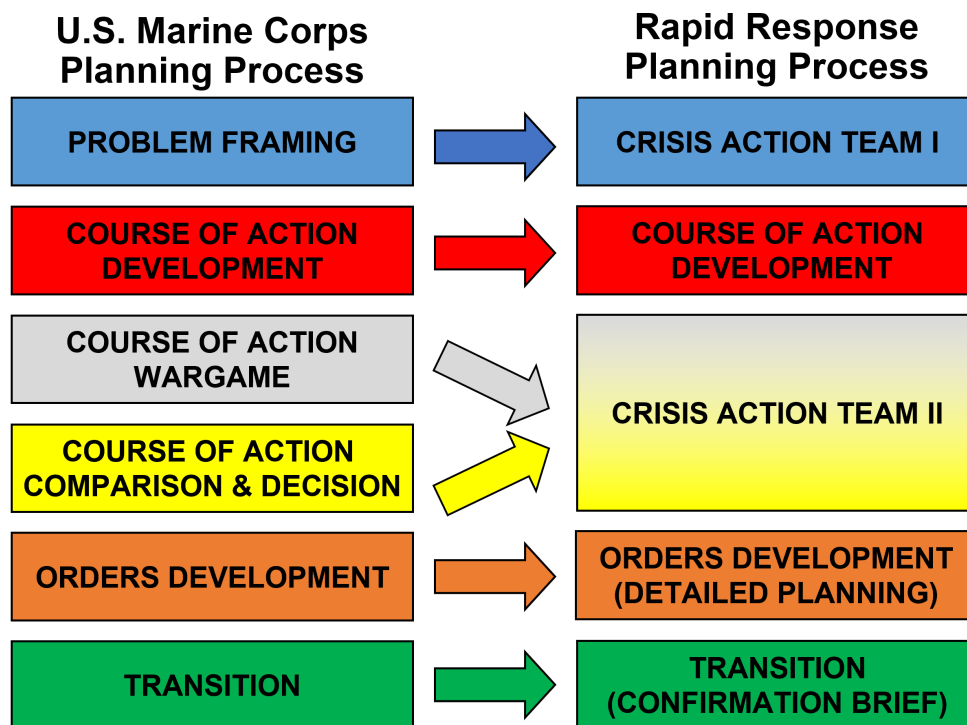 U.S. Marine Corps
Planning Process
Rapid Response
Planning Process
PROBLEM FRAMING
CRISIS ACTION TEAM I
COURSE OF ACTION
DEVELOPMENT
COURSE OF ACTION
DEVELOPMENT
COURSE OF ACTION
WARGAME
CRISIS ACTION TEAM II
COURSE OF ACTION
COMPARISON & DECISION
ORDERS DEVELOPMENT
ORDERS DEVELOPMENT
(DETAILED PLANNING)
TRANSITION
TRANSITION
(CONFIRMATION BRIEF)